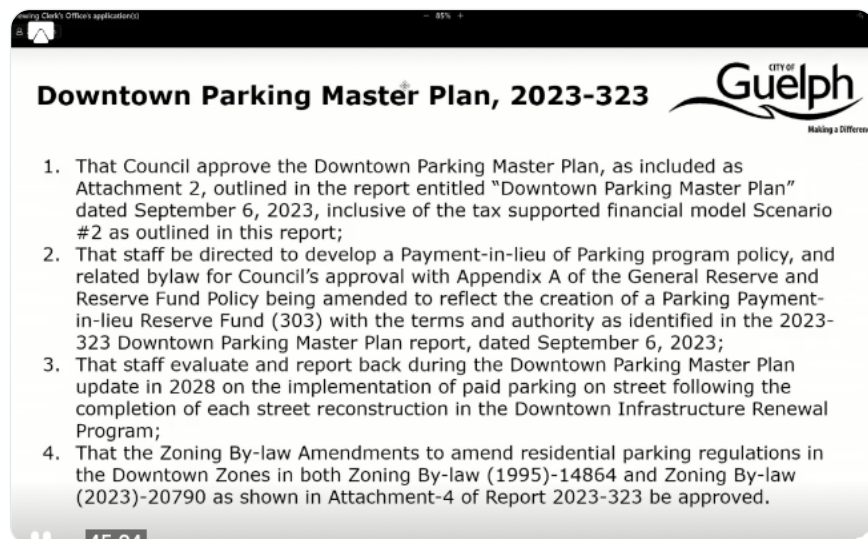 ewing Clerk's Office's application(s)
− 85% +
Downtown Parking Master Plan, 2023-323
CITY OF
Guelph
Making a Differen
1. That Council approve the Downtown Parking Master Plan, as included as
Attachment 2, outlined in the report entitled “Downtown Parking Master Plan”
dated September 6, 2023, inclusive of the tax supported financial model Scenario
#2 as outlined in this report;
2. That staff be directed to develop a Payment-in-lieu of Parking program policy, and
related bylaw for Council’s approval with Appendix A of the General Reserve and
Reserve Fund Policy being amended to reflect the creation of a Parking Payment-
in-lieu Reserve Fund (303) with the terms and authority as identified in the 2023-
323 Downtown Parking Master Plan report, dated September 6, 2023;
3. That staff evaluate and report back during the Downtown Parking Master Plan
update in 2028 on the implementation of paid parking on street following the
completion of each street reconstruction in the Downtown Infrastructure Renewal
Program;
4. That the Zoning By-law Amendments to amend residential parking regulations in
the Downtown Zones in both Zoning By-law (1995)-14864 and Zoning By-law
(2023)-20790 as shown in Attachment-4 of Report 2023-323 be approved.